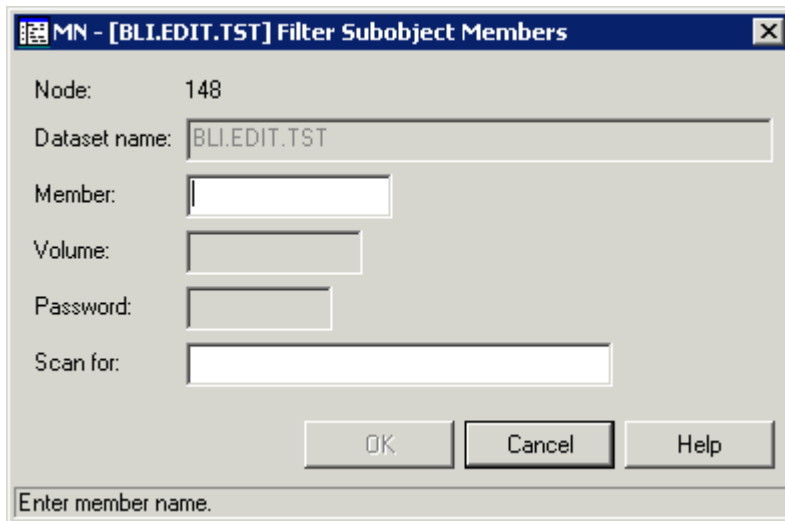 MN - [BLI.EDIT.TST] Filter Subobject Members
Node: 148
Dataset name: BLI.EDIT.TST
Member:
Volume:
Password:
Scan for:
OK Cancel Help
Enter member name.